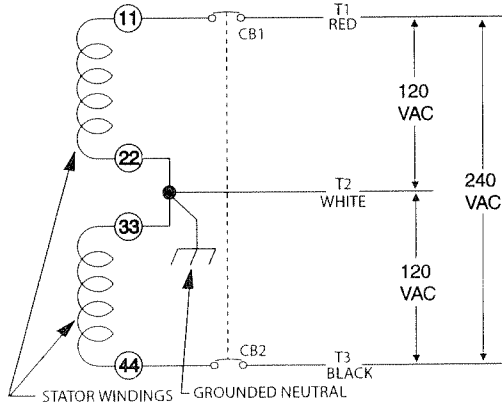 11
CB1
T1
RED
120
VAC
22
T2
WHITE
240
VAC
33
120
VAC
44
CB2
T3
BLACK
STATOR WINDINGS
GROUNDED NEUTRAL